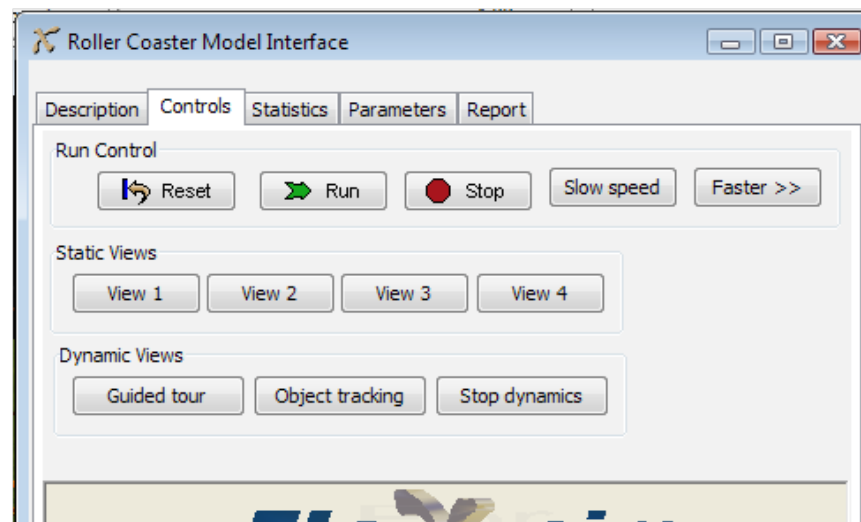 Roller Coaster Model Interface
Description Controls Statistics Parameters Report
Run Control
Reset Run Stop Slow speed Faster >>
Static Views
View 1 View 2 View 3 View 4
Dynamic Views
Guided tour Object tracking Stop dynamics